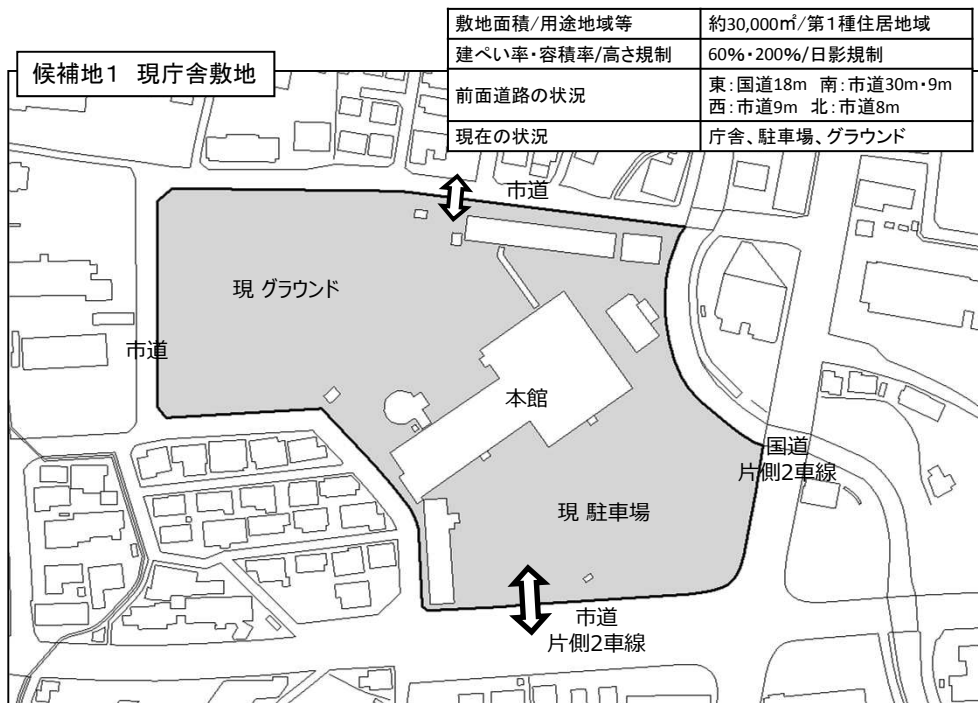 候補地1 現庁舎敷地
敷地面積/用途地域等
約30,000㎡/第1種住居地域
建ぺい率・容積率/高さ規制
60%・200%/日影規制
前面道路の状況
東:国道18m 南:市道30m・9m
西:市道9m 北:市道8m
現在の状況
庁舎、駐車場、グラウンド
市道
現 グラウンド
市道
本館
国道
片側2車線
現 駐車場
市道
片側2車線